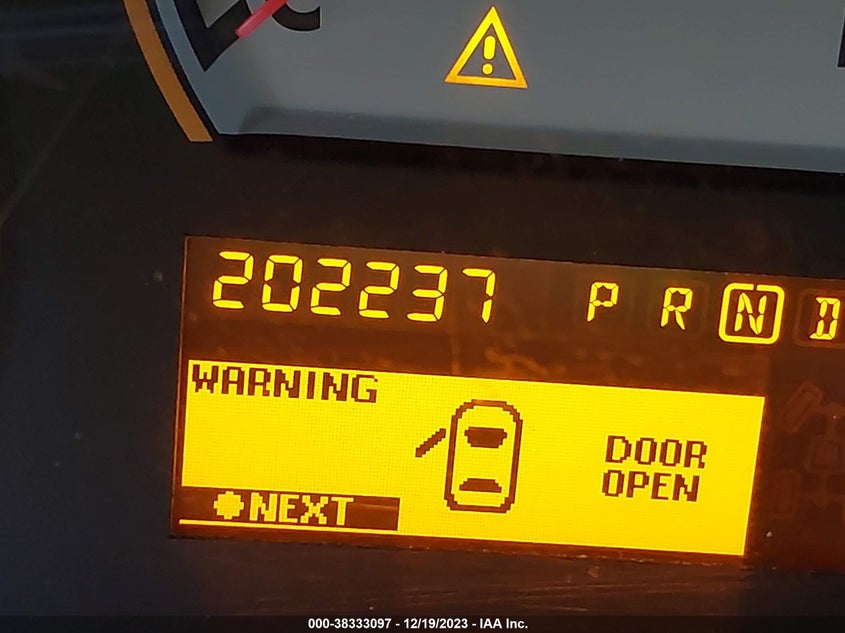 C
202237 P R N D
WARNING
DOOR
OPEN
NEXT
000-38333097 - 12/19/2023 - IAA Inc.